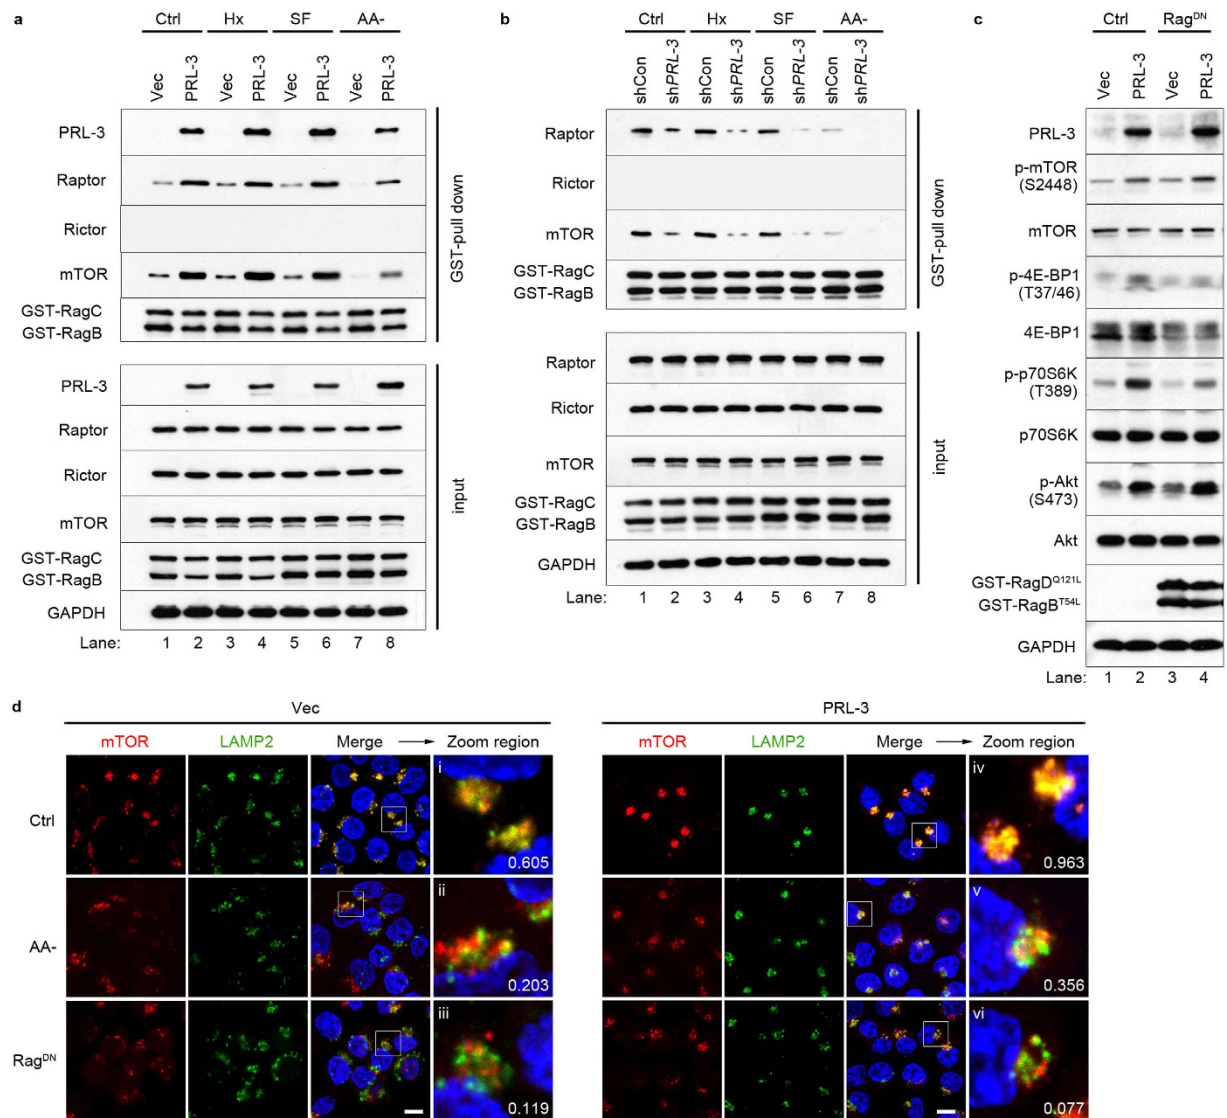 a
Ctrl Hx SF AA-
Vec PRL-3 Vec PRL-3 Vec PRL-3 Vec PRL-3
PRL-3
Raptor
Rictor
mTOR
GST-RagC
GST-RagB
GST-pull down
PRL-3
Raptor
Rictor
mTOR
GST-RagC
GST-RagB
GAPDH
input
Lane: 1 2 3 4 5 6 7 8
b
Ctrl Hx SF AA-
shCon shPRL-3 shCon shPRL-3 shCon shPRL-3 shCon shPRL-3
Raptor
Rictor
mTOR
GST-RagC
GST-RagB
GST-pull down
Raptor
Rictor
mTOR
GST-RagC
GST-RagB
GAPDH
input
Lane: 1 2 3 4 5 6 7 8
c
Ctrl Rag^DN
Vec PRL-3 Vec PRL-3
PRL-3
p-mTOR
(S2448)
mTOR
p-4E-BP1
(T37/46)
4E-BP1
p-p70S6K
(T389)
p70S6K
p-Akt
(S473)
Akt
GST-RagD^Q121L
GST-RagB^T54L
GAPDH
Lane: 1 2 3 4
d
Vec
mTOR LAMP2 Merge → Zoom region
Ctrl
i
0.605
AA-
ii
0.203
Rag^DN
iii
0.119
PRL-3
mTOR LAMP2 Merge → Zoom region
iv
0.963
v
0.356
vi
0.077